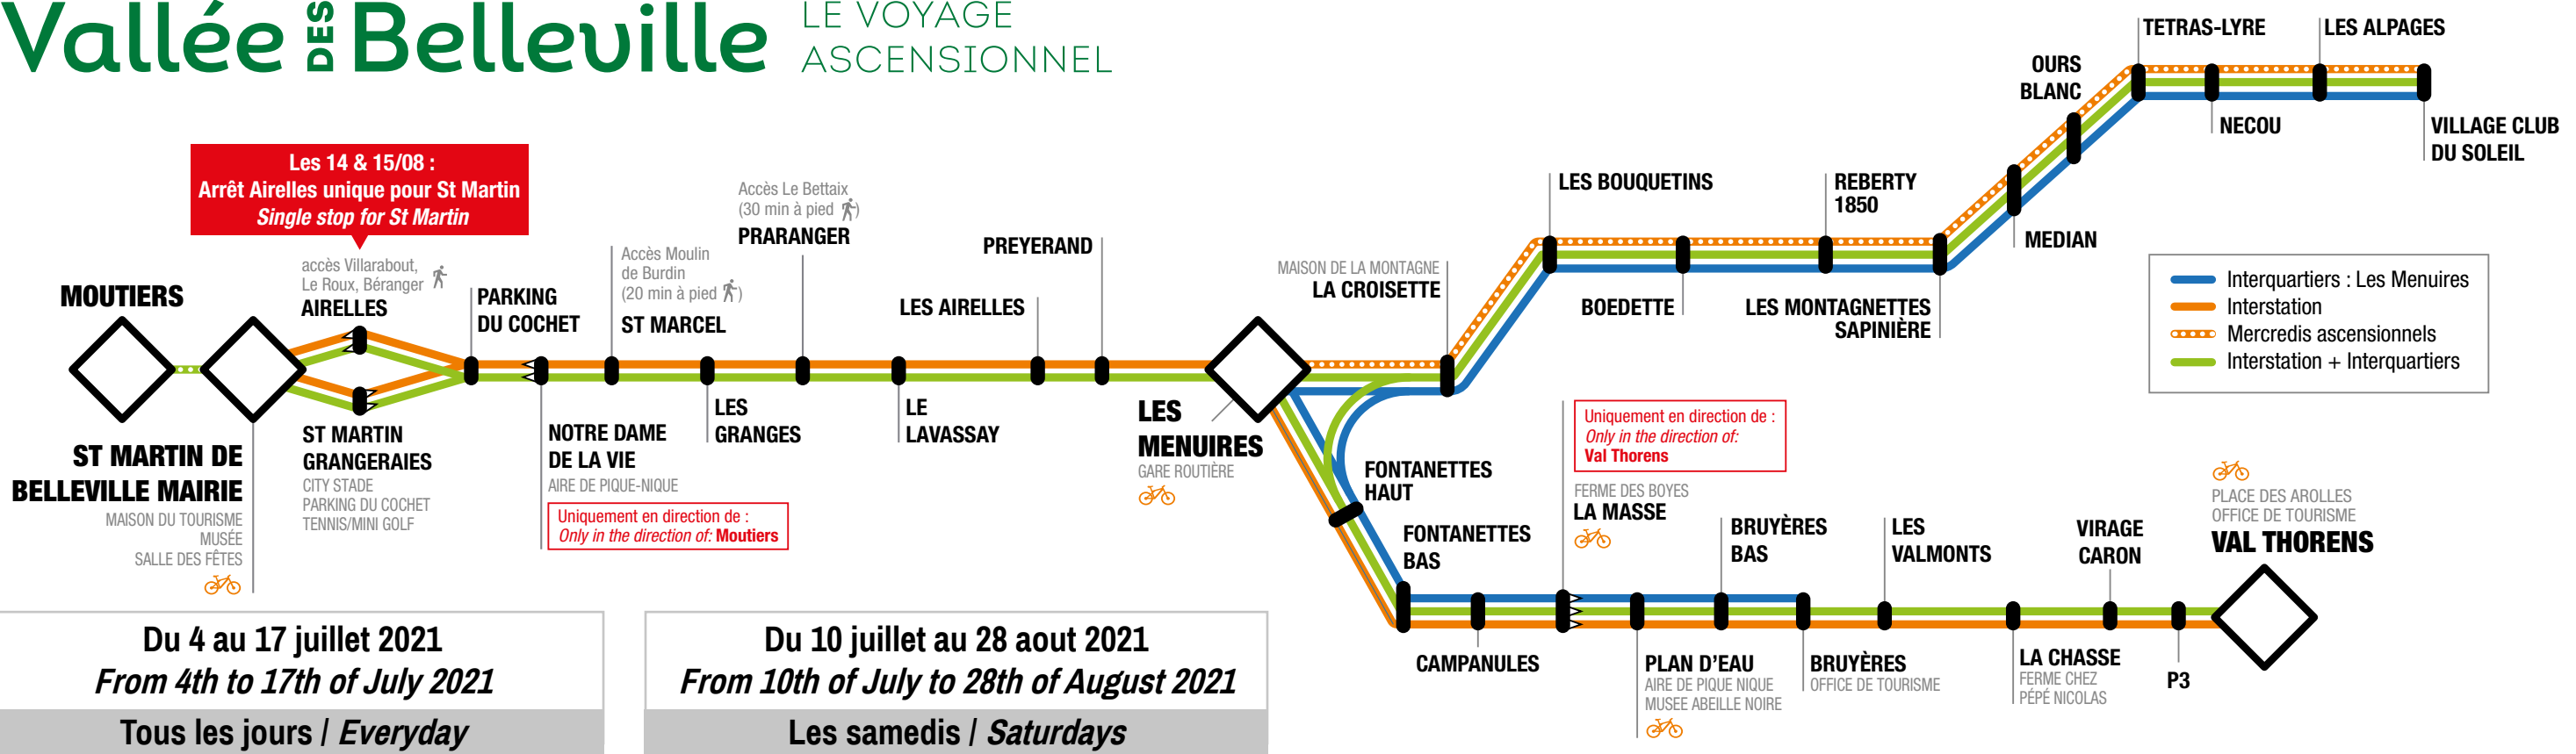 Vallée DES Belleville
LE VOYAGE
ASCENSIONNEL
Les 14 & 15/08 :
Arrêt Airelles unique pour St Martin
Single stop for St Martin
accès Villarabout,
Le Roux, Béranger
AIRELLES
MOUTIERS
ST MARTIN DE
BELLEVILLE MAIRIE
MAISON DU TOURISME
MUSÉE
SALLE DES FÊTES
ST MARTIN
GRANGERAIES
CITY STADE
PARKING DU COCHET
TENNIS/MINI GOLF
PARKING
DU COCHET
NOTRE DAME
DE LA VIE
AIRE DE PIQUE-NIQUE
Uniquement en direction de :
Only in the direction of: Moutiers
Accès Moulin
de Burdin
(20 min à pied )
ST MARCEL
LES
GRANGES
Accès Le Bettaix
(30 min à pied )
PRARANGER
LE
LAVASSAY
LES AIRELLES
PREYERAND
LES
MENUIRES
GARE ROUTIÈRE
MAISON DE LA MONTAGNE
LA CROISETTE
LES BOUQUETINS
BOEDETTE
REBERTY
1850
LES MONTAGNETTES
SAPINIÈRE
MEDIAN
OURS
BLANC
TETRAS-LYRE
NECOU
LES ALPAGES
VILLAGE CLUB
DU SOLEIL
Interquartiers : Les Menuires
Interstation
Mercredis ascensionnels
Interstation + Interquartiers
FONTANETTES
HAUT
FONTANETTES
BAS
CAMPANULES
Uniquement en direction de :
Only in the direction of:
Val Thorens
FERME DES BOYES
LA MASSE
PLAN D'EAU
AIRE DE PIQUE NIQUE
MUSEE ABEILLE NOIRE
BRUYÈRES
BAS
BRUYÈRES
OFFICE DE TOURISME
LES
VALMONTS
LA CHASSE
FERME CHEZ
PÉPÉ NICOLAS
VIRAGE
CARON
P3
PLACE DES AROLLES
OFFICE DE TOURISME
VAL THORENS
Du 4 au 17 juillet 2021
From 4th to 17th of July 2021
Tous les jours / Everyday
Du 10 juillet au 28 aout 2021
From 10th of July to 28th of August 2021
Les samedis / Saturdays